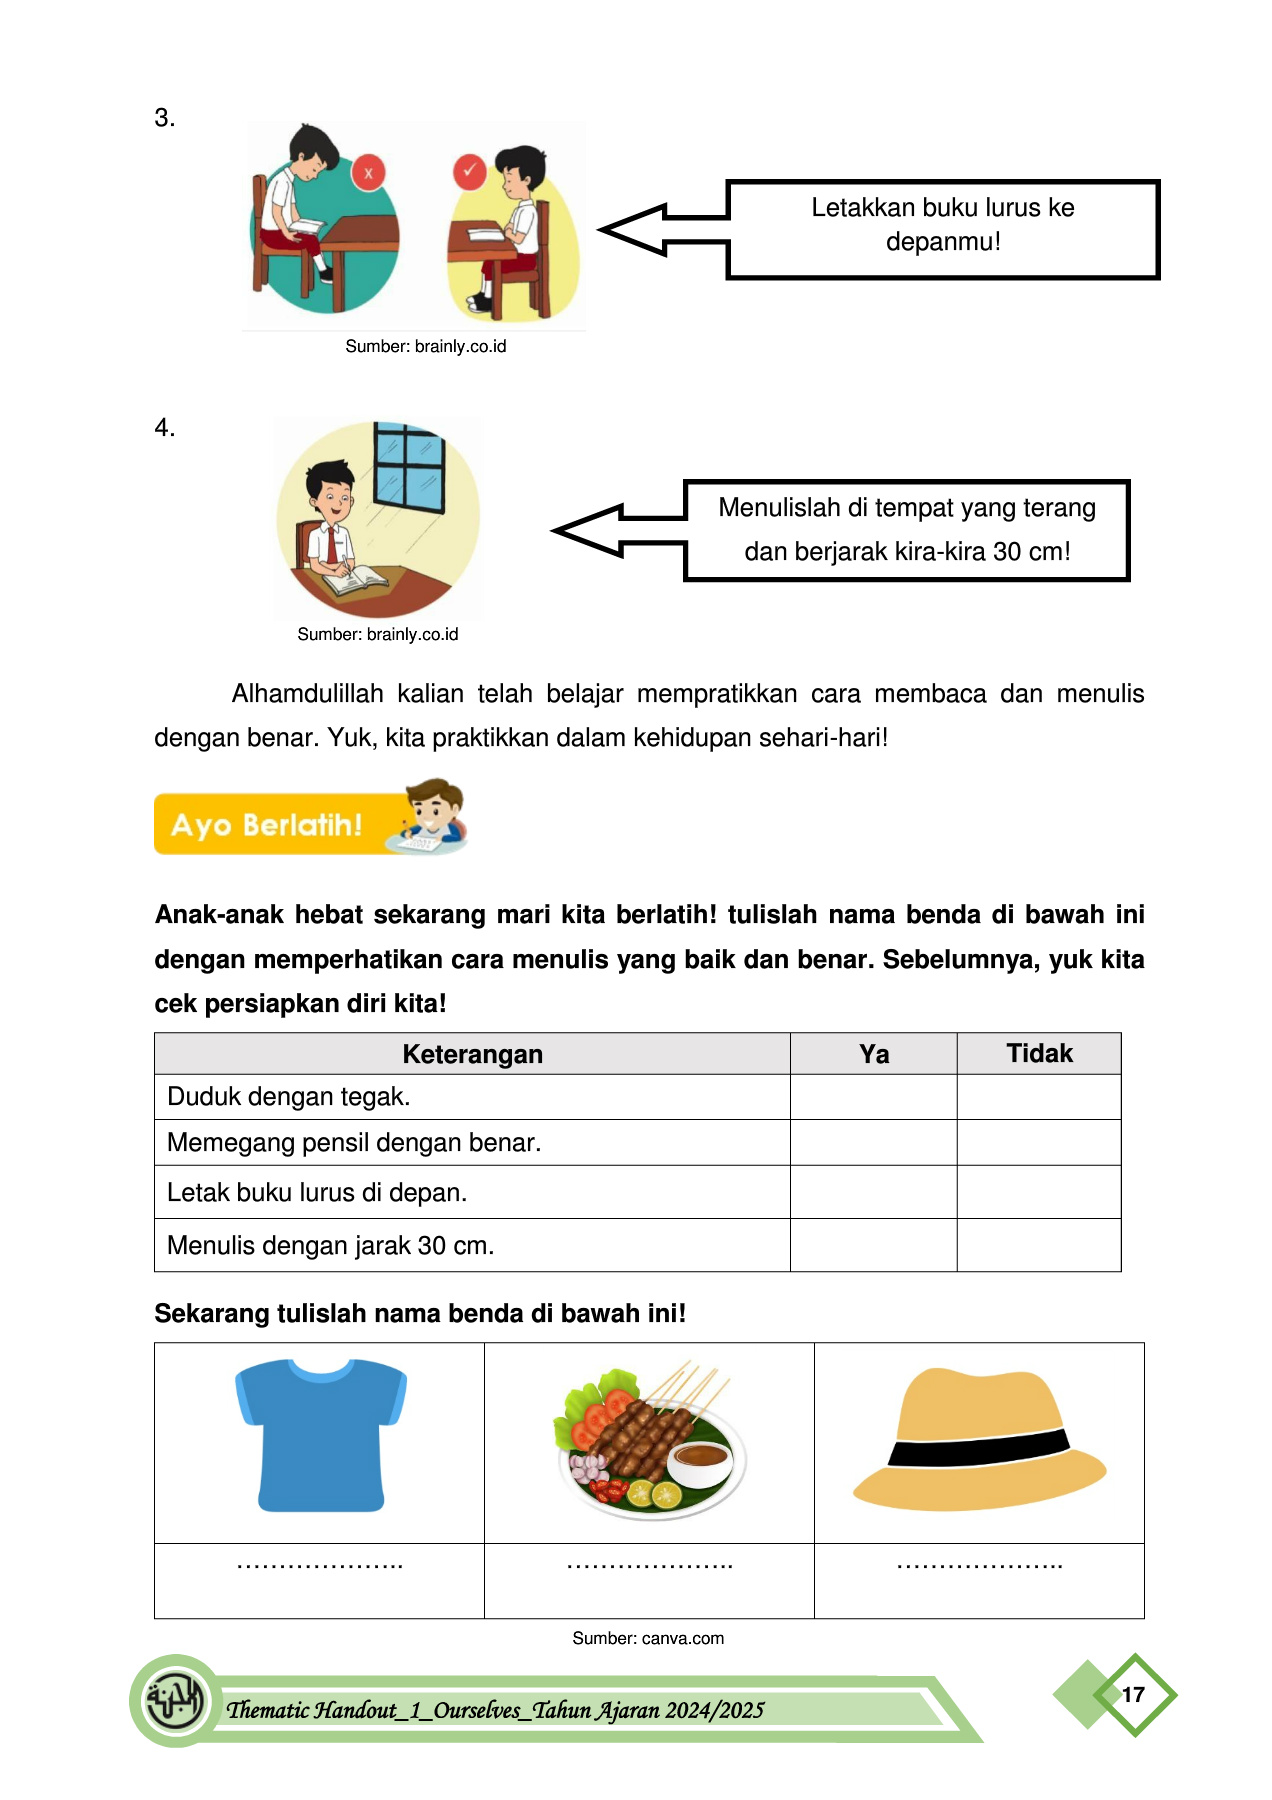 3.
x
✓
Letakkan buku lurus ke
depanmu!
Sumber: brainly.co.id
4.
Menulislah di tempat yang terang
dan berjarak kira-kira 30 cm!
Sumber: brainly.co.id
Alhamdulillah kalian telah belajar mempratikkan cara membaca dan menulis
dengan benar. Yuk, kita praktikkan dalam kehidupan sehari-hari!
Ayo Berlatih!
Anak-anak hebat sekarang mari kita berlatih! tulislah nama benda di bawah ini
dengan memperhatikan cara menulis yang baik dan benar. Sebelumnya, yuk kita
cek persiapkan diri kita!
Keterangan Ya Tidak
Duduk dengan tegak.
Memegang pensil dengan benar.
Letak buku lurus di depan.
Menulis dengan jarak 30 cm.
Sekarang tulislah nama benda di bawah ini!
……………….. ……………….. ………………..
Sumber: canva.com
Thematic Handout_1_Ourselves_Tahun Ajaran 2024/2025
17